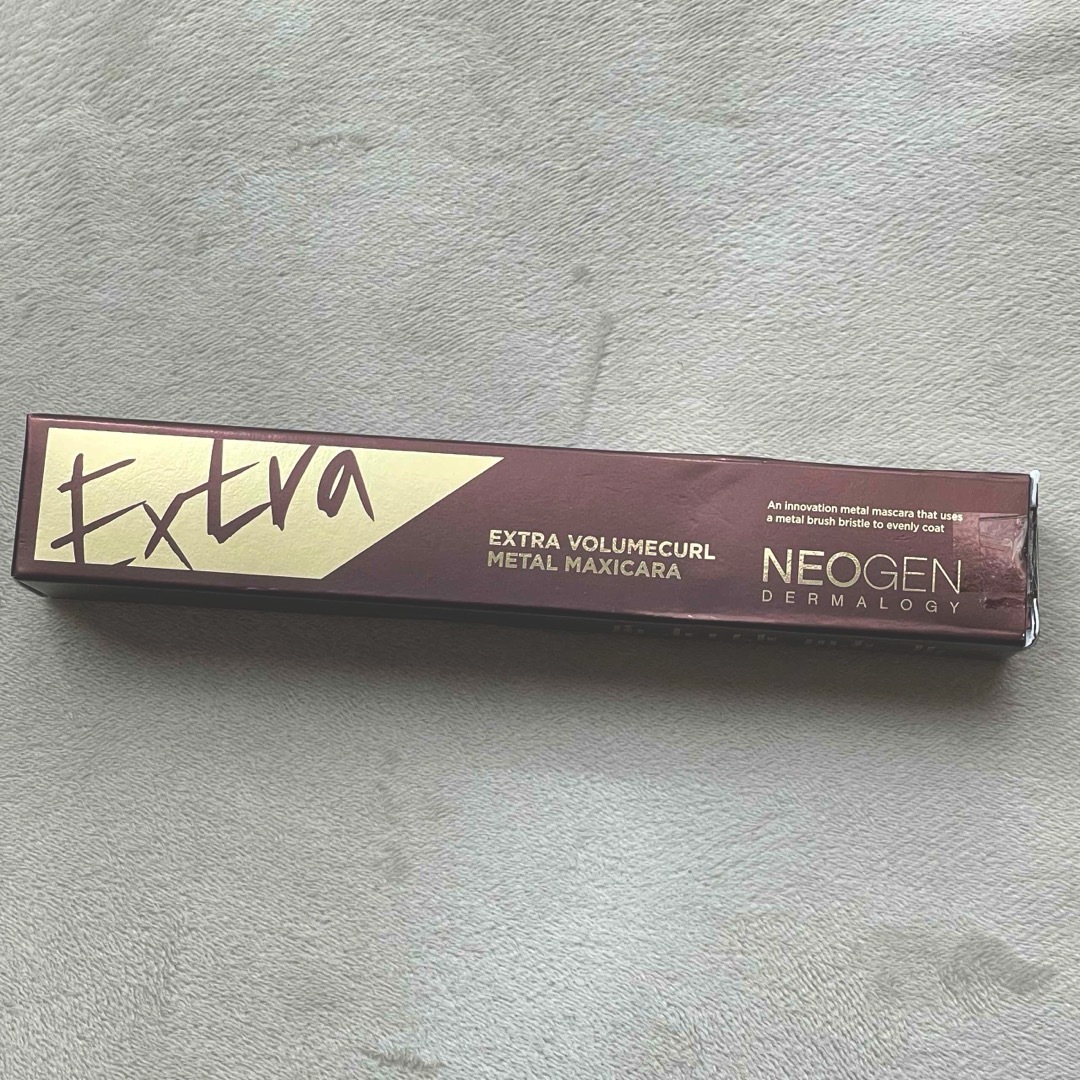 Extra
EXTRA VOLUMECURL
METAL MAXICARA
An innovation metal mascara that uses
a metal brush bristle to evenly coat
NEOGEN
DERMALOGY